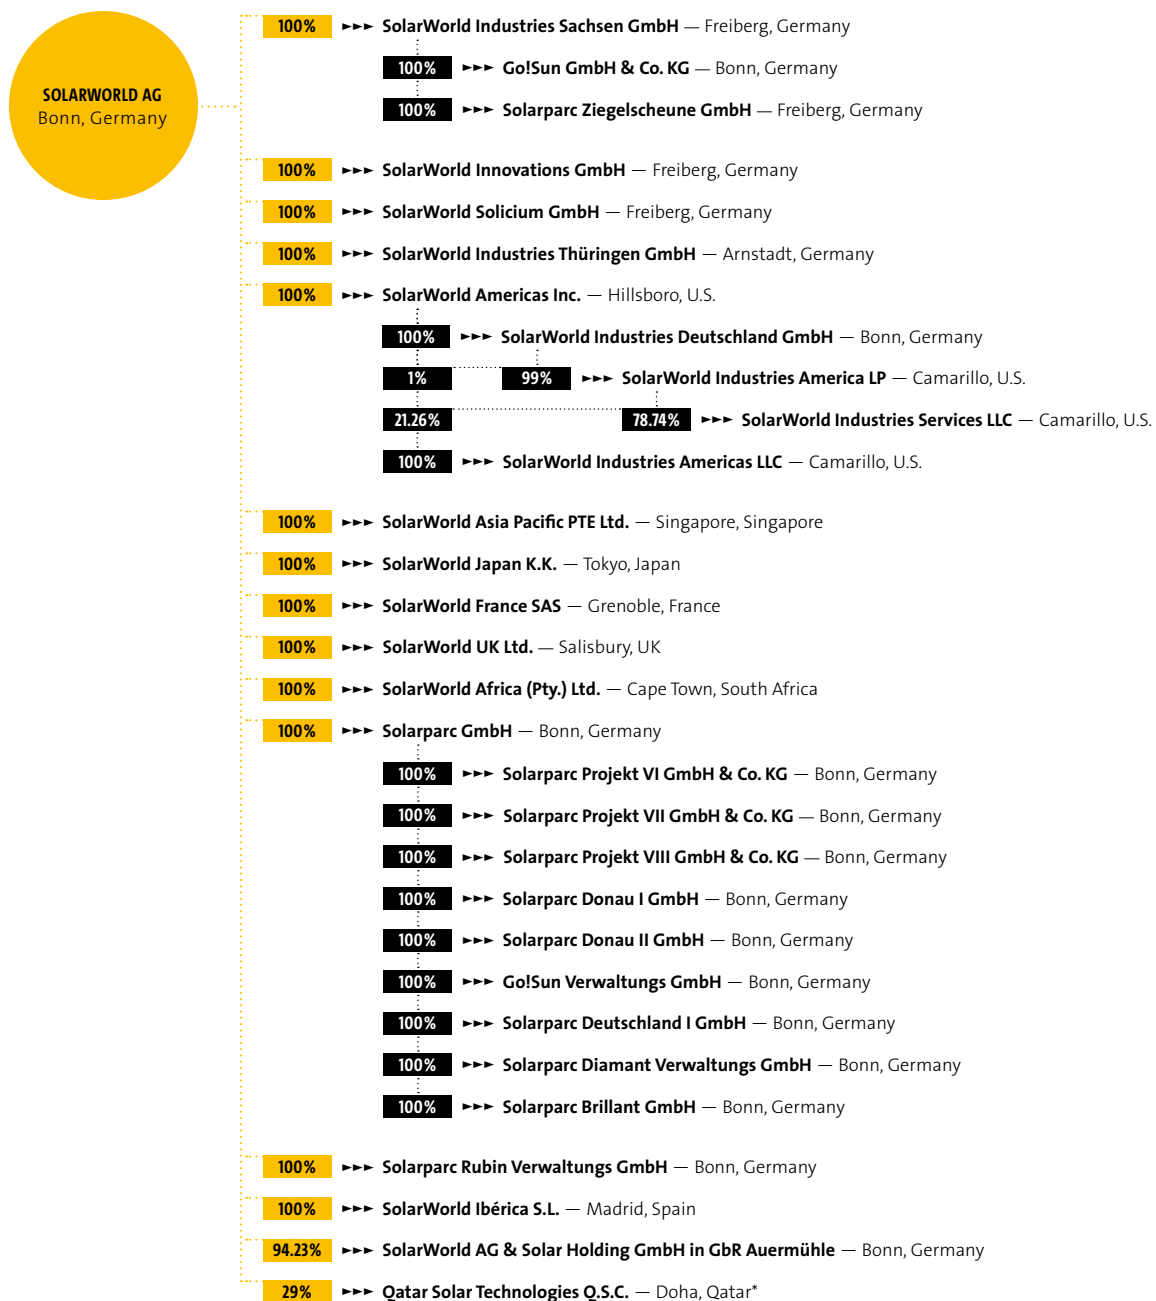 SOLARWORLD AG
Bonn, Germany
100% ►►► SolarWorld Industries Sachsen GmbH — Freiberg, Germany
100% ►►► Go!Sun GmbH & Co. KG — Bonn, Germany
100% ►►► Solarparc Ziegelscheune GmbH — Freiberg, Germany
100% ►►► SolarWorld Innovations GmbH — Freiberg, Germany
100% ►►► SolarWorld Solicium GmbH — Freiberg, Germany
100% ►►► SolarWorld Industries Thüringen GmbH — Arnstadt, Germany
100% ►►► SolarWorld Americas Inc. — Hillsboro, U.S.
100% ►►► SolarWorld Industries Deutschland GmbH — Bonn, Germany
1% 99% ►►► SolarWorld Industries America LP — Camarillo, U.S.
21.26% 78.74% ►►► SolarWorld Industries Services LLC — Camarillo, U.S.
100% ►►► SolarWorld Industries Americas LLC — Camarillo, U.S.
100% ►►► SolarWorld Asia Pacific PTE Ltd. — Singapore, Singapore
100% ►►► SolarWorld Japan K.K. — Tokyo, Japan
100% ►►► SolarWorld France SAS — Grenoble, France
100% ►►► SolarWorld UK Ltd. — Salisbury, UK
100% ►►► SolarWorld Africa (Pty.) Ltd. — Cape Town, South Africa
100% ►►► Solarparc GmbH — Bonn, Germany
100% ►►► Solarparc Projekt VI GmbH & Co. KG — Bonn, Germany
100% ►►► Solarparc Projekt VII GmbH & Co. KG — Bonn, Germany
100% ►►► Solarparc Projekt VIII GmbH & Co. KG — Bonn, Germany
100% ►►► Solarparc Donau I GmbH — Bonn, Germany
100% ►►► Solarparc Donau II GmbH — Bonn, Germany
100% ►►► Go!Sun Verwaltungs GmbH — Bonn, Germany
100% ►►► Solarparc Deutschland I GmbH — Bonn, Germany
100% ►►► Solarparc Diamant Verwaltungs GmbH — Bonn, Germany
100% ►►► Solarparc Brillant GmbH — Bonn, Germany
100% ►►► Solarparc Rubin Verwaltungs GmbH — Bonn, Germany
100% ►►► SolarWorld Ibérica S.L. — Madrid, Spain
94.23% ►►► SolarWorld AG & Solar Holding GmbH in GbR Auermühle — Bonn, Germany
29% ►►► Qatar Solar Technologies Q.S.C. — Doha, Qatar*